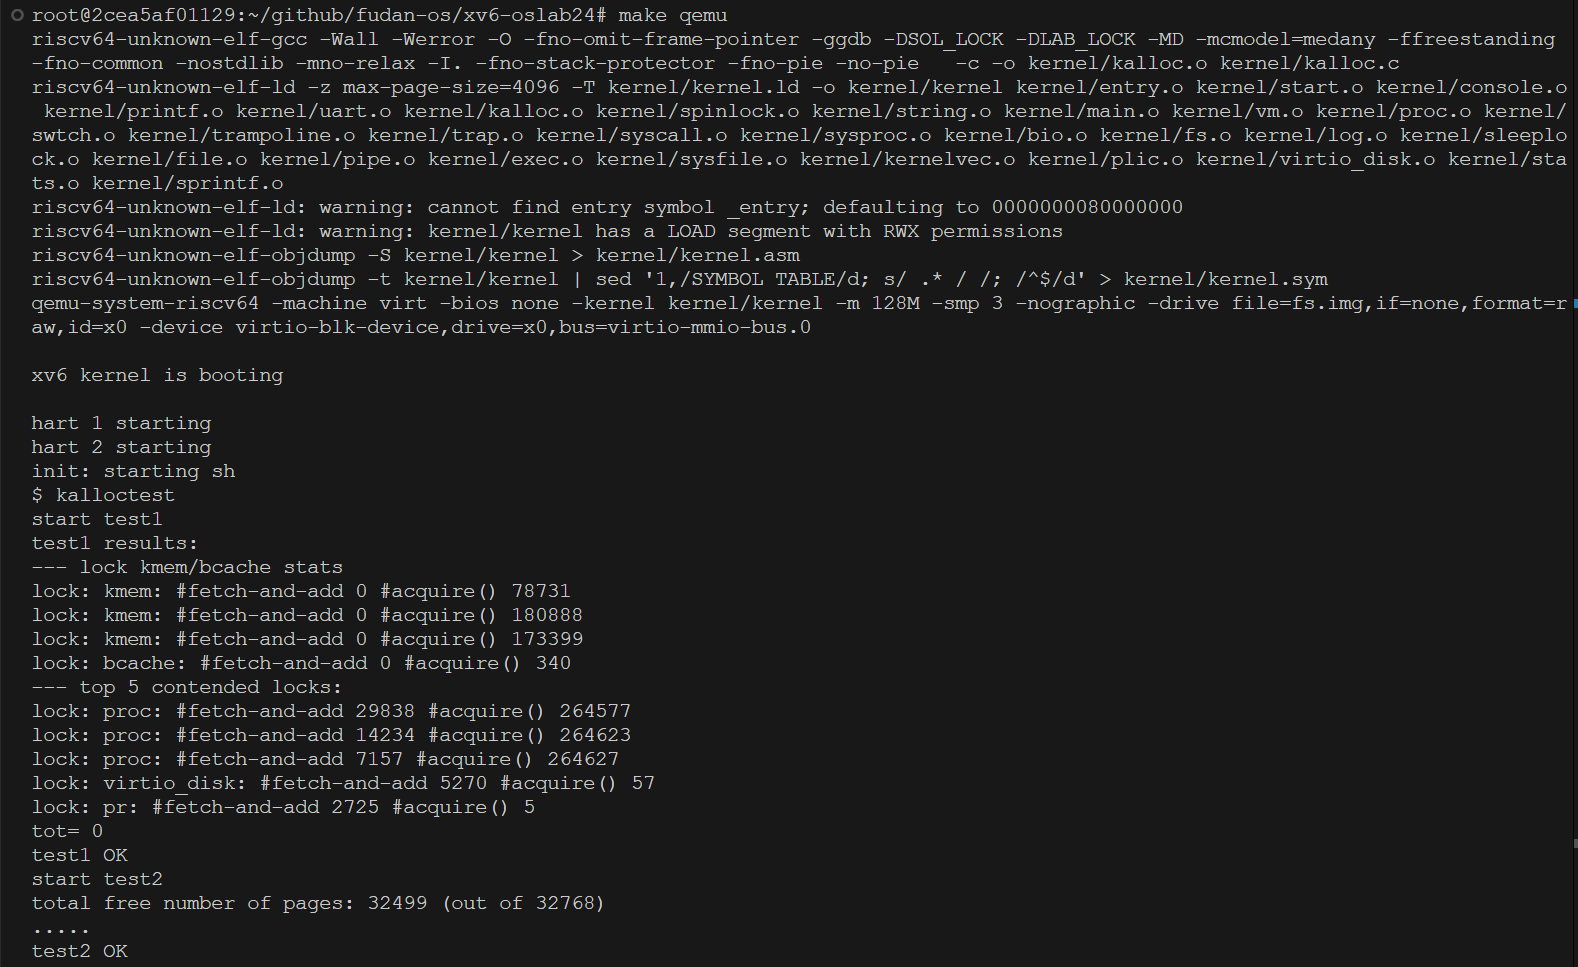 root@2cea5af01129:~/github/fudan-os/xv6-oslab24# make qemu
riscv64-unknown-elf-gcc -Wall -Werror -O -fno-omit-frame-pointer -ggdb -DSOL_LOCK -DLAB_LOCK -MD -mcmodel=medany -ffreestanding
-fno-common -nostdlib -mno-relax -I. -fno-stack-protector -fno-pie -no-pie   -c -o kernel/kalloc.o kernel/kalloc.c
riscv64-unknown-elf-ld -z max-page-size=4096 -T kernel/kernel.ld -o kernel/kernel kernel/entry.o kernel/start.o kernel/console.o
 kernel/printf.o kernel/uart.o kernel/kalloc.o kernel/spinlock.o kernel/string.o kernel/main.o kernel/vm.o kernel/proc.o kernel/
swtch.o kernel/trampoline.o kernel/trap.o kernel/syscall.o kernel/sysproc.o kernel/bio.o kernel/fs.o kernel/log.o kernel/sleeplo
ck.o kernel/file.o kernel/pipe.o kernel/exec.o kernel/sysfile.o kernel/kernelvec.o kernel/plic.o kernel/virtio_disk.o kernel/sta
ts.o kernel/sprintf.o
riscv64-unknown-elf-ld: warning: cannot find entry symbol _entry; defaulting to 0000000080000000
riscv64-unknown-elf-ld: warning: kernel/kernel has a LOAD segment with RWX permissions
riscv64-unknown-elf-objdump -S kernel/kernel > kernel/kernel.asm
riscv64-unknown-elf-objdump -t kernel/kernel | sed '1,/SYMBOL TABLE/d; s/ .* / /; /^$/d' > kernel/kernel.sym
qemu-system-riscv64 -machine virt -bios none -kernel kernel/kernel -m 128M -smp 3 -nographic -drive file=fs.img,if=none,format=r
aw,id=x0 -device virtio-blk-device,drive=x0,bus=virtio-mmio-bus.0
xv6 kernel is booting
hart 1 starting
hart 2 starting
init: starting sh
$ kalloctest
start test1
test1 results:
--- lock kmem/bcache stats
lock: kmem: #fetch-and-add 0 #acquire() 78731
lock: kmem: #fetch-and-add 0 #acquire() 180888
lock: kmem: #fetch-and-add 0 #acquire() 173399
lock: bcache: #fetch-and-add 0 #acquire() 340
--- top 5 contended locks:
lock: proc: #fetch-and-add 29838 #acquire() 264577
lock: proc: #fetch-and-add 14234 #acquire() 264623
lock: proc: #fetch-and-add 7157 #acquire() 264627
lock: virtio_disk: #fetch-and-add 5270 #acquire() 57
lock: pr: #fetch-and-add 2725 #acquire() 5
tot= 0
test1 OK
start test2
total free number of pages: 32499 (out of 32768)
.....
test2 OK